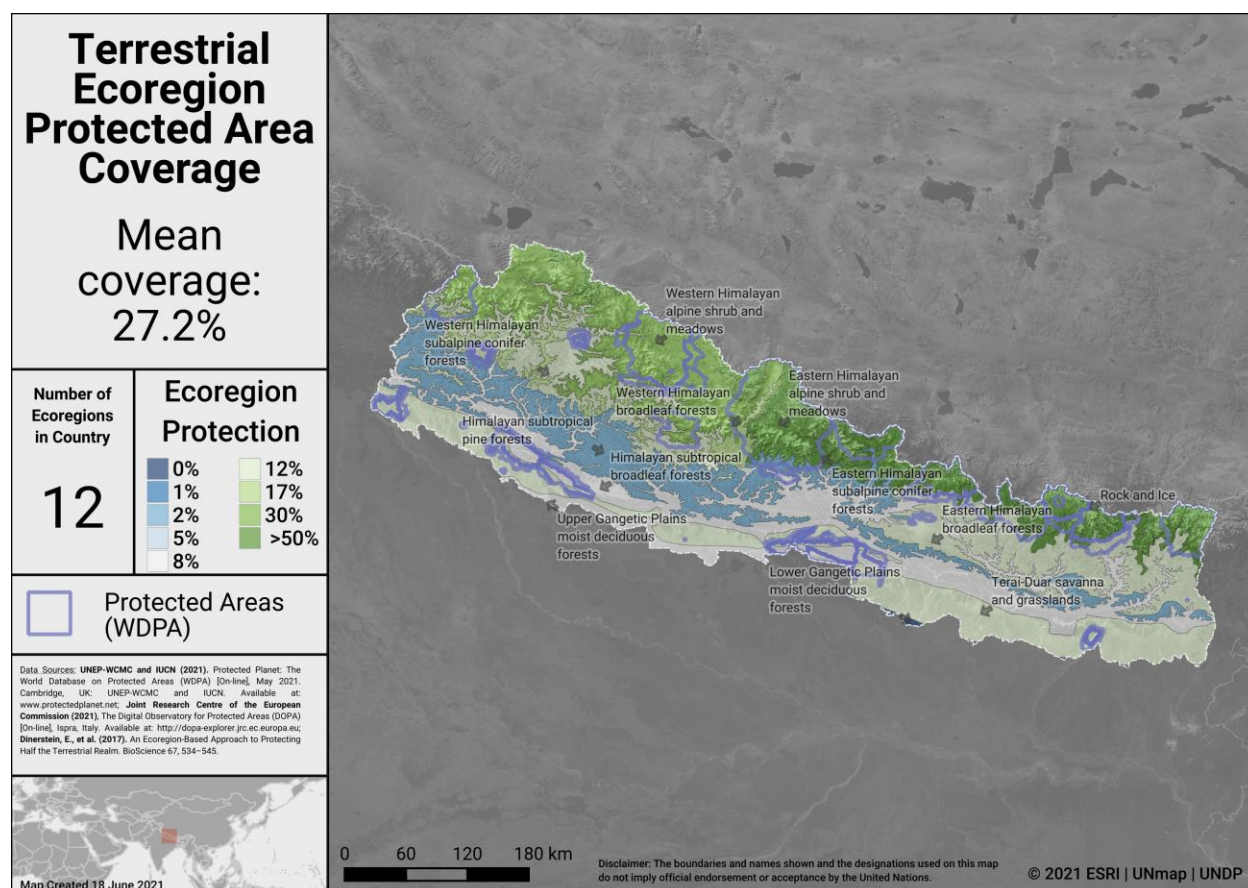 Terrestrial
Ecoregion
Protected Area
Coverage
Mean
coverage:
27.2%
Number of
Ecoregions
in Country
12
Ecoregion
Protection
0%
1%
2%
5%
8%
12%
17%
30%
>50%
Protected Areas
(WDPA)
Data Sources: UNEP-WCMC and IUCN (2021). Protected Planet: The
World Database on Protected Areas (WDPA) [On-line], May 2021.
Cambridge, UK: UNEP-WCMC and IUCN. Available at:
www.protectedplanet.net; Joint Research Centre of the European
Commission (2021), The Digital Observatory for Protected Areas (DOPA)
[On-line], Ispra, Italy. Available at: http://dopa-explorer.jrc.ec.europa.eu;
Dinerstein, E., et al. (2017). An Ecoregion-Based Approach to Protecting
Half the Terrestrial Realm. BioScience 67, 534–545.
Map Created 18 June 2021
Western Himalayan
alpine shrub and
meadows
Western Himalayan
subalpine conifer
forests
Eastern Himalayan
alpine shrub and
meadows
Western Himalayan
broadleaf forests
Himalayan subtropical
pine forests
Himalayan subtropical
broadleaf forests
Eastern Himalayan
subalpine conifer
forests
Rock and Ice
Eastern Himalayan
broadleaf forests
Upper Gangetic Plains
moist deciduous
forests
Lower Gangetic Plains
moist deciduous
forests
Terai-Duar savanna
and grasslands
0 60 120 180 km
Disclaimer: The boundaries and names shown and the designations used on this map
do not imply official endorsement or acceptance by the United Nations.
© 2021 ESRI | UNmap | UNDP